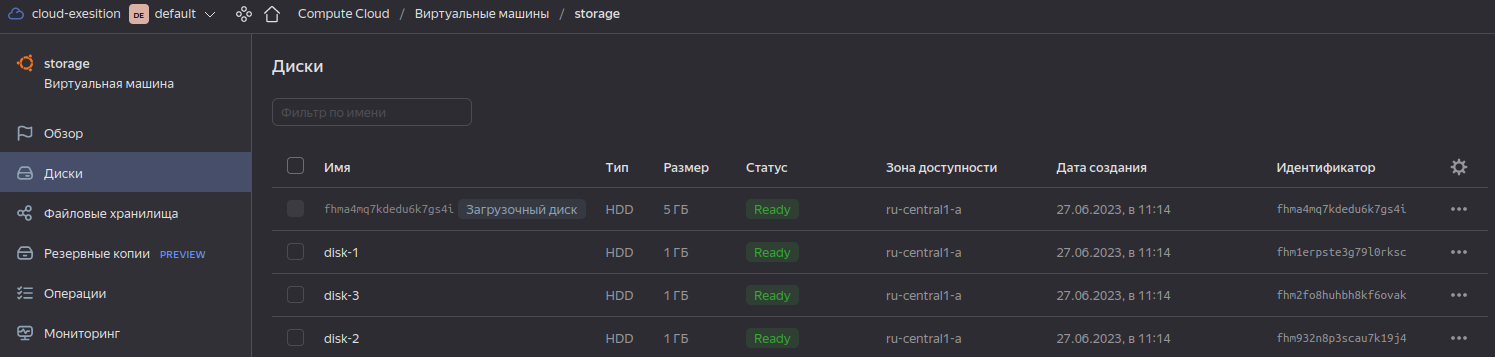 cloud-exesition DE default Compute Cloud / Виртуальные машины / storage
storage
Виртуальная машина
Обзор
Диски
Файловые хранилища
Резервные копии PREVIEW
Операции
Мониторинг
Диски
Фильтр по имени
Имя Тип Размер Статус Зона доступности Дата создания Идентификатор
fhma4mq7kdedu6k7gs4i Загрузочный диск HDD 5 ГБ Ready ru-central1-a 27.06.2023, в 11:14 fhma4mq7kdedu6k7gs4i
disk-1 HDD 1 ГБ Ready ru-central1-a 27.06.2023, в 11:14 fhm1erpste3g79l0rksc
disk-3 HDD 1 ГБ Ready ru-central1-a 27.06.2023, в 11:14 fhm2fo8huhbh8kf6ovak
disk-2 HDD 1 ГБ Ready ru-central1-a 27.06.2023, в 11:14 fhm932n8p3scau7k19j4